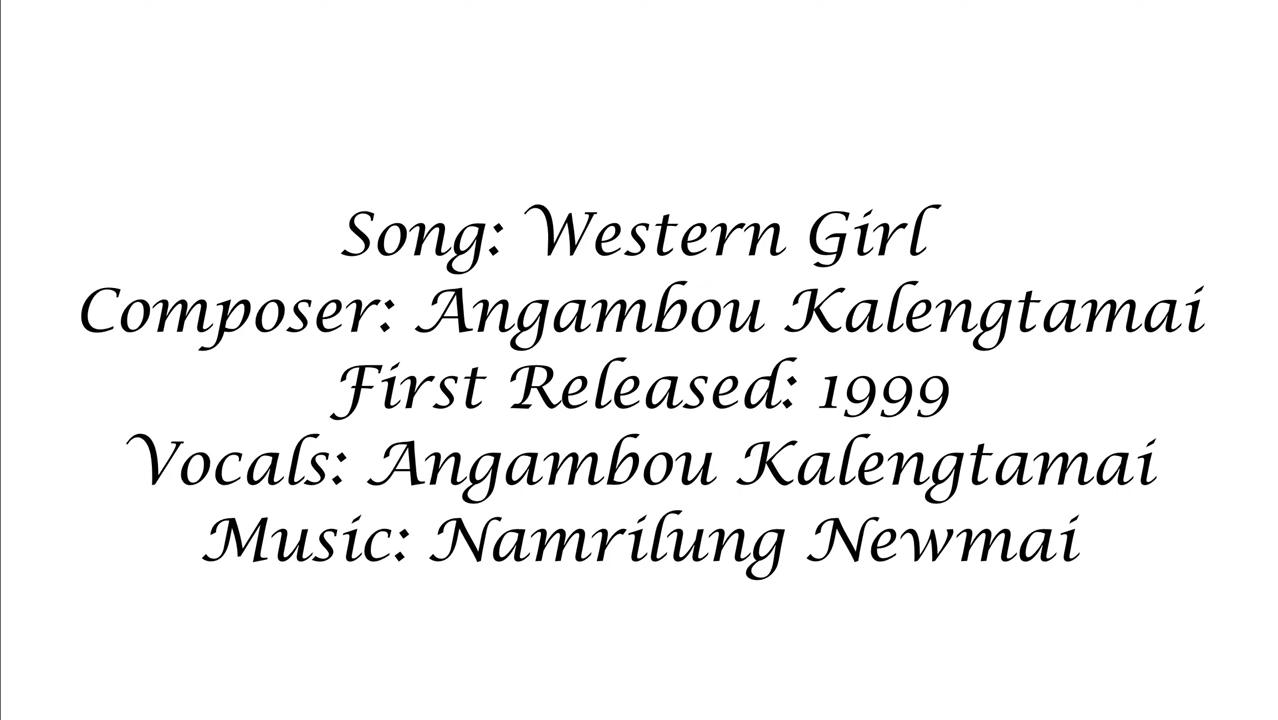 Song: Western Girl
Composer: Angambou Kalengtamai
First Released: 1999
Vocals: Angambou Kalengtamai
Music: Namrilung Newmai